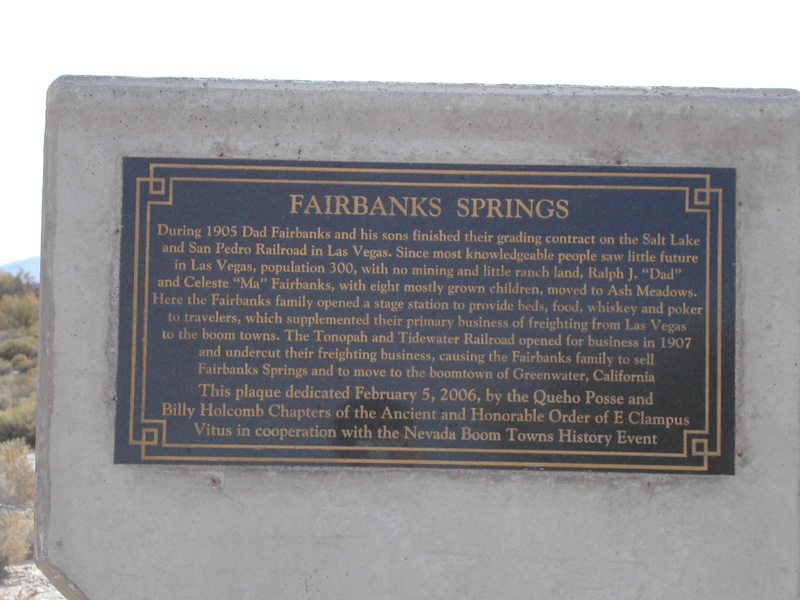 FAIRBANKS SPRINGS
During 1905 Dad Fairbanks and his sons finished their grading contract on the Salt Lake
and San Pedro Railroad in Las Vegas. Since most knowledgeable people saw little future
in Las Vegas, population 300, with no mining and little ranch land, Ralph J. “Dad”
and Celeste “Ma” Fairbanks, with eight mostly grown children, moved to Ash Meadows.
Here the Fairbanks family opened a stage station to provide beds, food, whiskey and poker
to travelers, which supplemented their primary business of freighting from Las Vegas
to the boom towns. The Tonopah and Tidewater Railroad opened for business in 1907
and undercut their freighting business, causing the Fairbanks family to sell
Fairbanks Springs and to move to the boomtown of Greenwater, California
This plaque dedicated February 5, 2006, by the Queho Posse and
Billy Holcomb Chapters of the Ancient and Honorable Order of E Clampus
Vitus in cooperation with the Nevada Boom Towns History Event